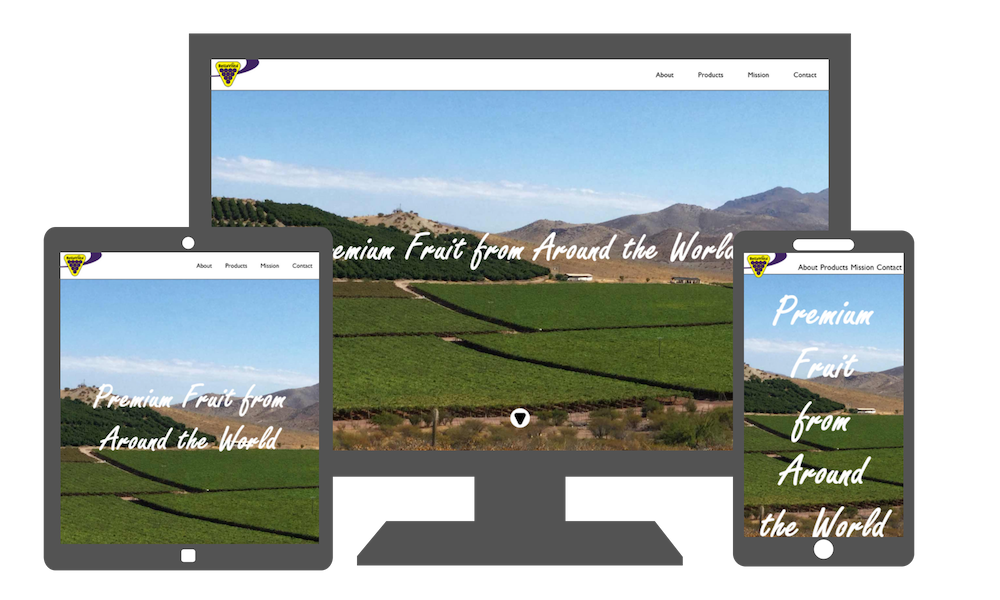 About Products Mission Contact
emium Fruit from Around the World
About Products Mission Contact
Premium Fruit from
Around the World
About Products Mission Contact
Premium
Fruit
from
Around
the World